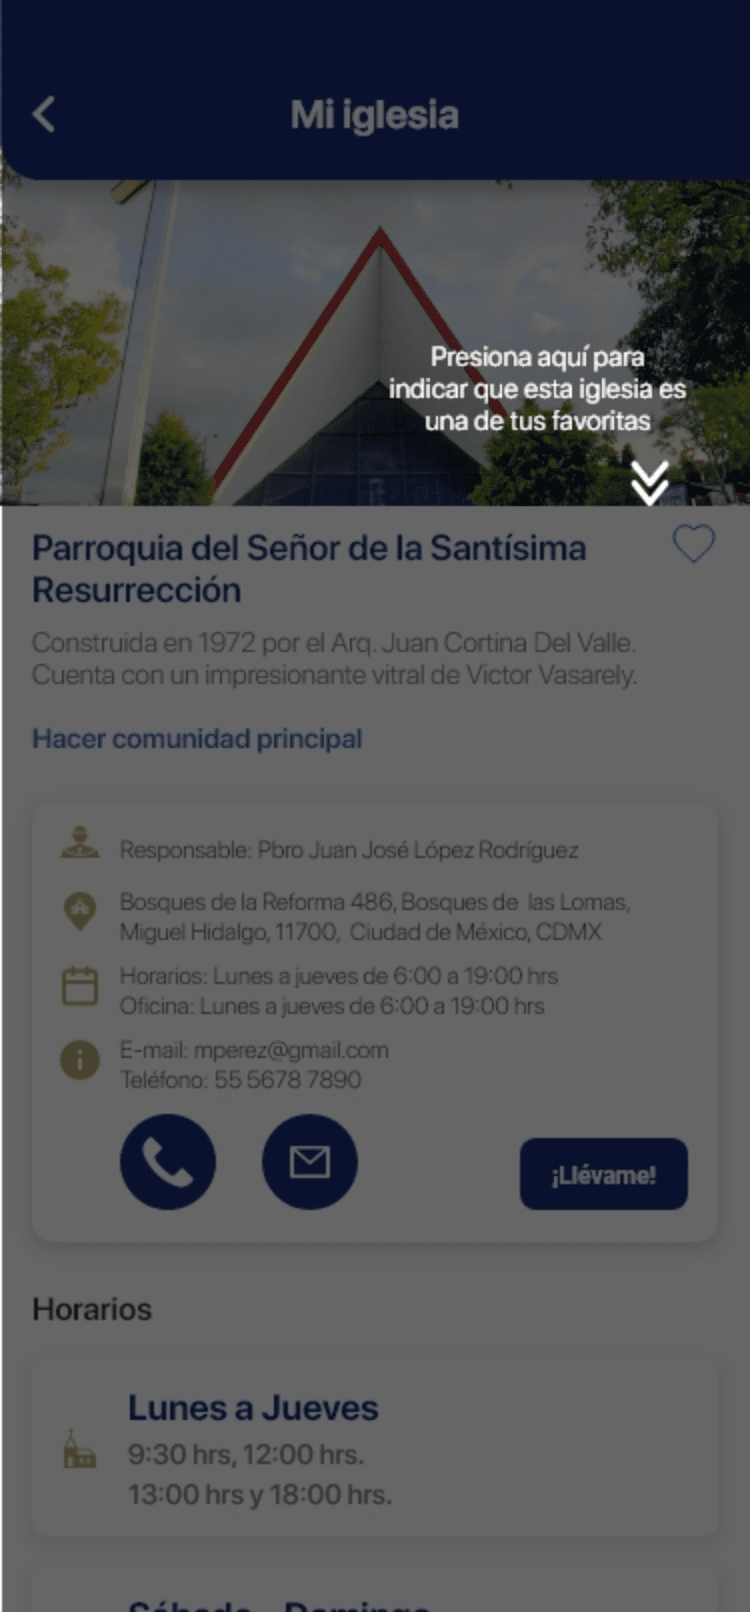 Mi iglesia
Presiona aquí para
indicar que esta iglesia es
una de tus favoritas
Parroquia del Señor de la Santísima
Resurrección
Construida en 1972 por el Arq. Juan Cortina Del Valle.
Cuenta con un impresionante vitral de Victor Vasarely.
Hacer comunidad principal
Responsable: Pbro Juan José López Rodríguez
Bosques de la Reforma 486, Bosques de las Lomas,
Miguel Hidalgo, 11700, Ciudad de México, CDMX
Horarios: Lunes a jueves de 6:00 a 19:00 hrs
Oficina: Lunes a jueves de 6:00 a 19:00 hrs
E-mail: mperez@gmail.com
Teléfono: 55 5678 7890
¡Llévame!
Horarios
Lunes a Jueves
9:30 hrs, 12:00 hrs.
13:00 hrs y 18:00 hrs.
Sábado - Domingo